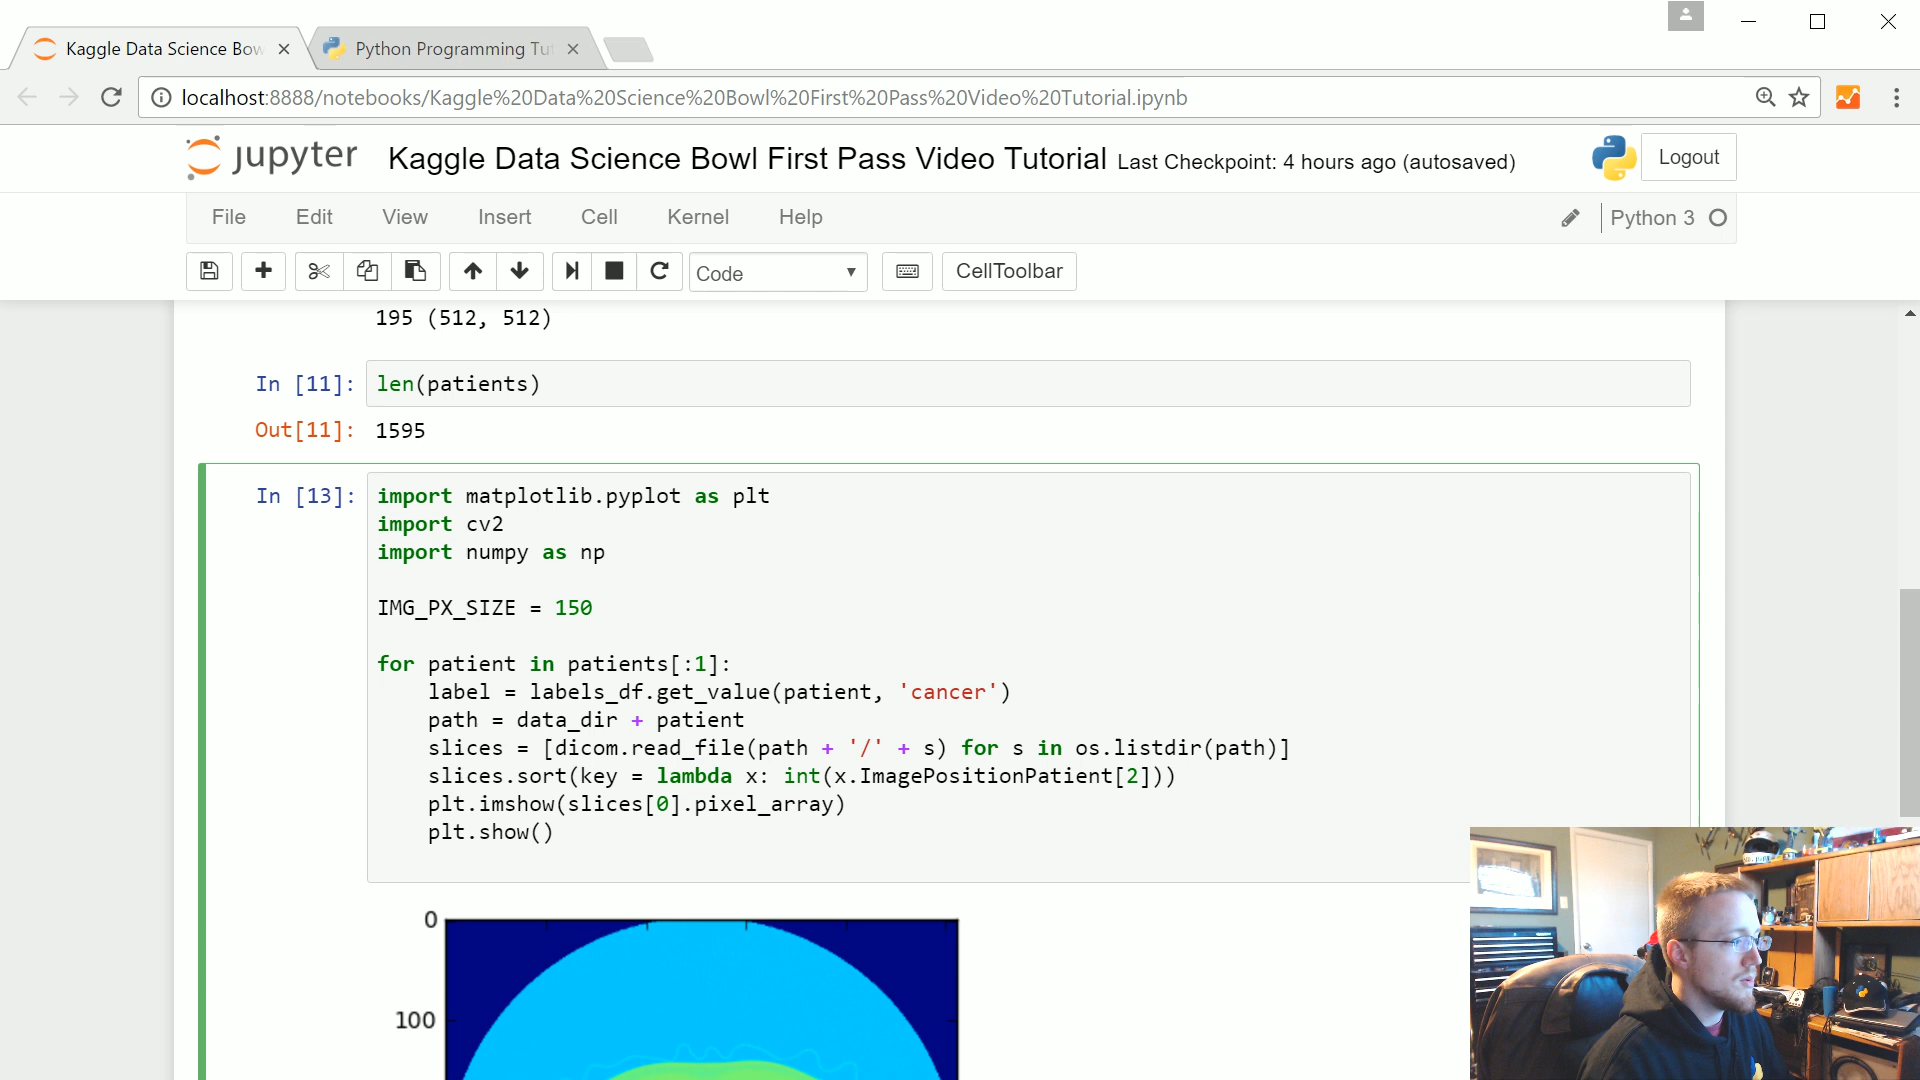 Kaggle Data Science Bow
Python Programming Tut
localhost:8888/notebooks/Kaggle%20Data%20Science%20Bowl%20First%20Pass%20Video%20Tutorial.ipynb
jupyter Kaggle Data Science Bowl First Pass Video Tutorial Last Checkpoint: 4 hours ago (autosaved) Logout
File Edit View Insert Cell Kernel Help Python 3
Code CellToolbar
195 (512, 512)
In [11]: len(patients)
Out[11]: 1595
In [13]: import matplotlib.pyplot as plt
import cv2
import numpy as np
IMG_PX_SIZE = 150
for patient in patients[:1]:
    label = labels_df.get_value(patient, 'cancer')
    path = data_dir + patient
    slices = [dicom.read_file(path + '/' + s) for s in os.listdir(path)]
    slices.sort(key = lambda x: int(x.ImagePositionPatient[2]))
    plt.imshow(slices[0].pixel_array)
    plt.show()
0
100